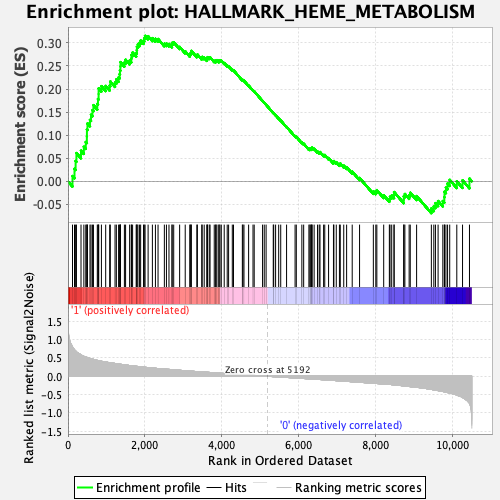 Enrichment plot: HALLMARK_HEME_METABOLISM
Enrichment score (ES)
0.30
0.25
0.20
0.15
0.10
0.05
0.00
-0.05
'1' (positively correlated)
Zero cross at 5192
'0' (negatively correlated)
Ranked list metric (Signal2Noise)
1.5
1.0
0.5
0.0
-0.5
-1.0
-1.5
0 2,000 4,000 6,000 8,000 10,000
Rank in Ordered Dataset
Enrichment profile Hits Ranking metric scores